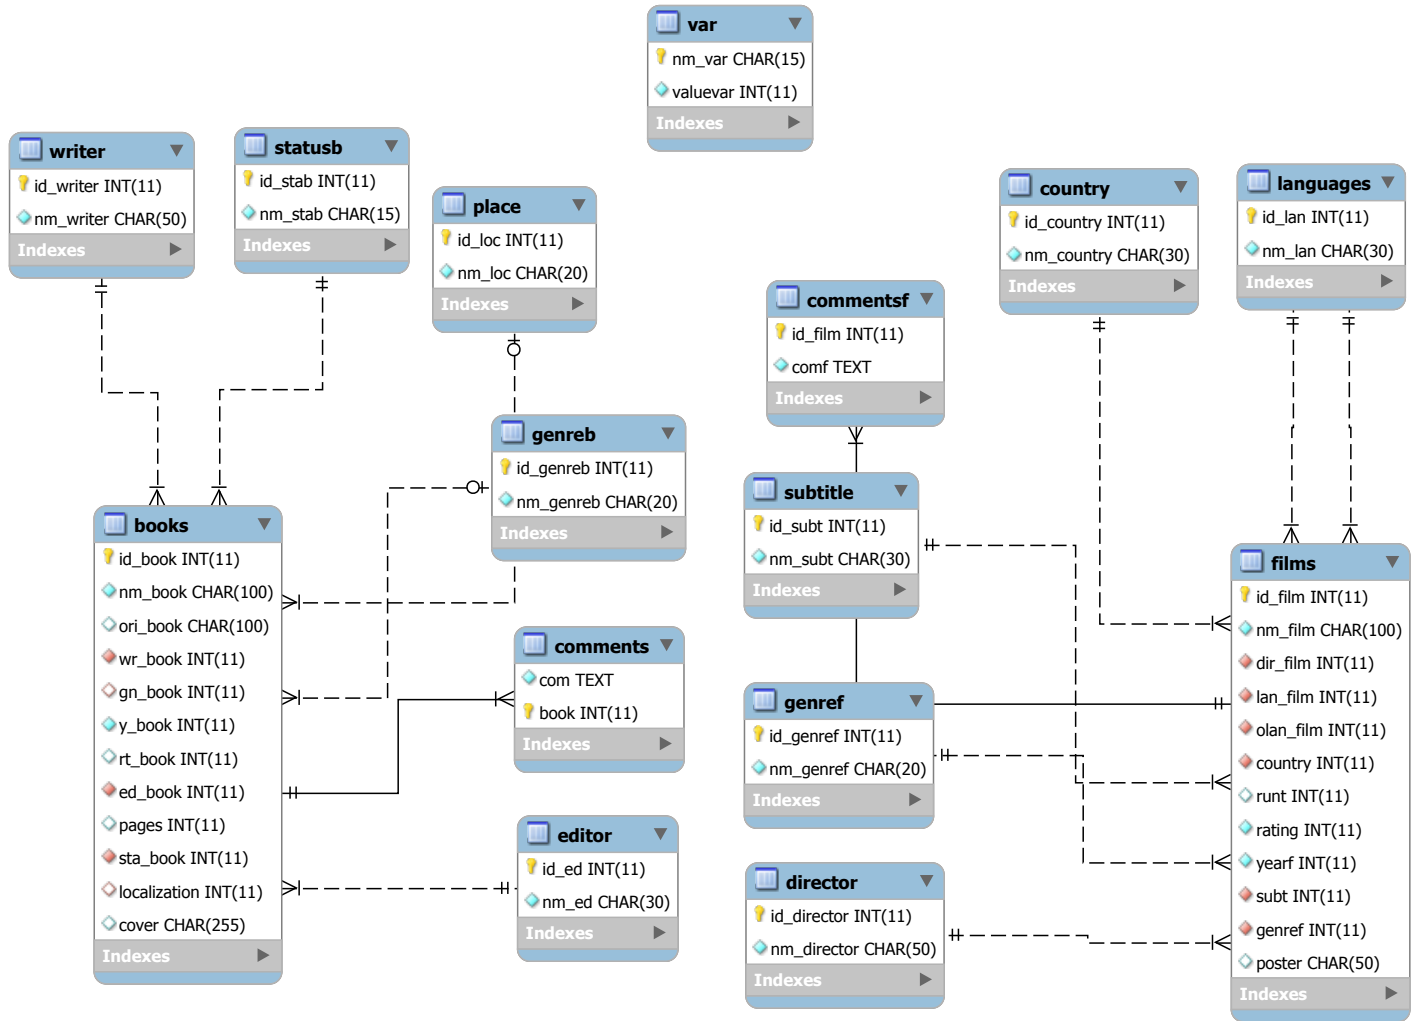 var
nm_var CHAR(15)
valuevar INT(11)
Indexes
writer
id_writer INT(11)
nm_writer CHAR(50)
Indexes
statusb
id_stab INT(11)
nm_stab CHAR(15)
Indexes
place
id_loc INT(11)
nm_loc CHAR(20)
Indexes
country
id_country INT(11)
nm_country CHAR(30)
Indexes
languages
id_lan INT(11)
nm_lan CHAR(30)
Indexes
commentsf
id_film INT(11)
comf TEXT
Indexes
genreb
id_genreb INT(11)
nm_genreb CHAR(20)
Indexes
subtitle
id_subt INT(11)
nm_subt CHAR(30)
Indexes
books
id_book INT(11)
nm_book CHAR(100)
ori_book CHAR(100)
wr_book INT(11)
gn_book INT(11)
y_book INT(11)
rt_book INT(11)
ed_book INT(11)
pages INT(11)
sta_book INT(11)
localization INT(11)
cover CHAR(255)
Indexes
comments
com TEXT
book INT(11)
Indexes
editor
id_ed INT(11)
nm_ed CHAR(30)
Indexes
genref
id_genref INT(11)
nm_genref CHAR(20)
Indexes
director
id_director INT(11)
nm_director CHAR(50)
Indexes
films
id_film INT(11)
nm_film CHAR(100)
dir_film INT(11)
lan_film INT(11)
olan_film INT(11)
country INT(11)
runt INT(11)
rating INT(11)
yearf INT(11)
subt INT(11)
genref INT(11)
poster CHAR(50)
Indexes